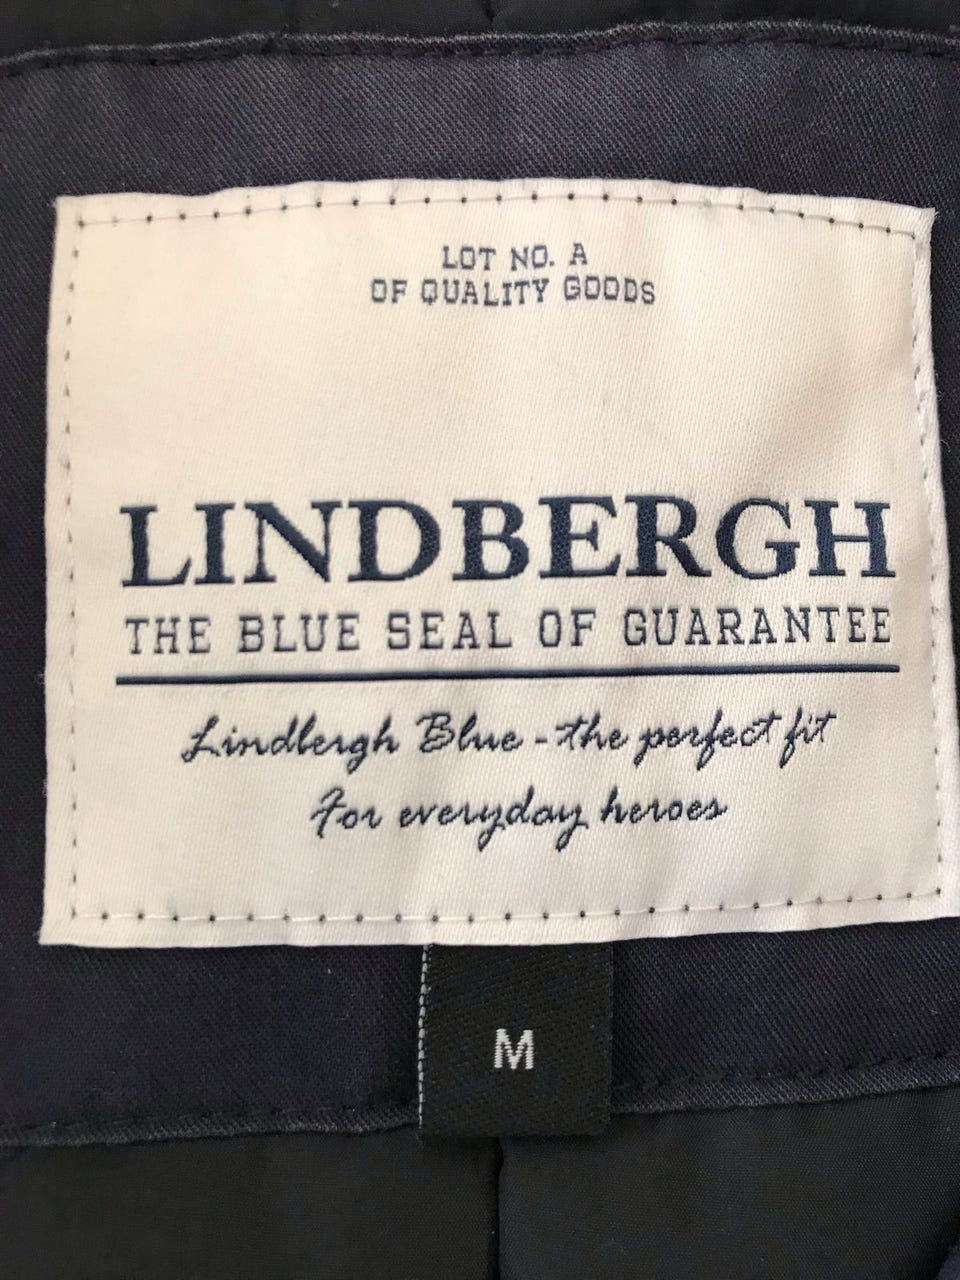 LOT NO. A
OF QUALITY GOODS
LINDBERGH
THE BLUE SEAL OF GUARANTEE
Lindbergh Blue - the perfect fit
For everyday heroes
M